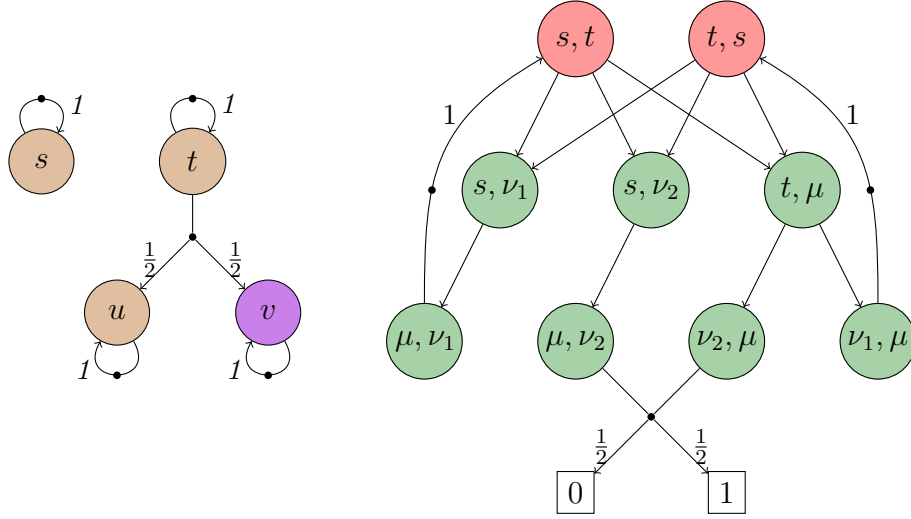 s, t t, s
1 1
s t
1 1
s, ν₁ s, ν₂ t, μ
½ ½
u v
μ, ν₁ μ, ν₂ ν₂, μ ν₁, μ
1 1
½ ½
0 1